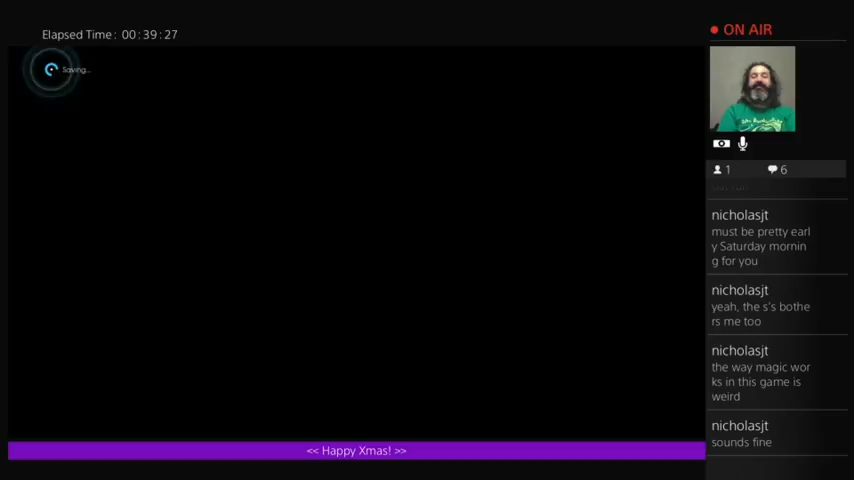 Elapsed Time: 00:39:27
ON AIR
Saving...
1
6
nicholasjt
must be pretty earl
y Saturday mornin
g for you
nicholasjt
yeah, the s's bothe
rs me too
nicholasjt
the way magic wor
ks in this game is
weird
nicholasjt
sounds fine
<< Happy Xmas! >>